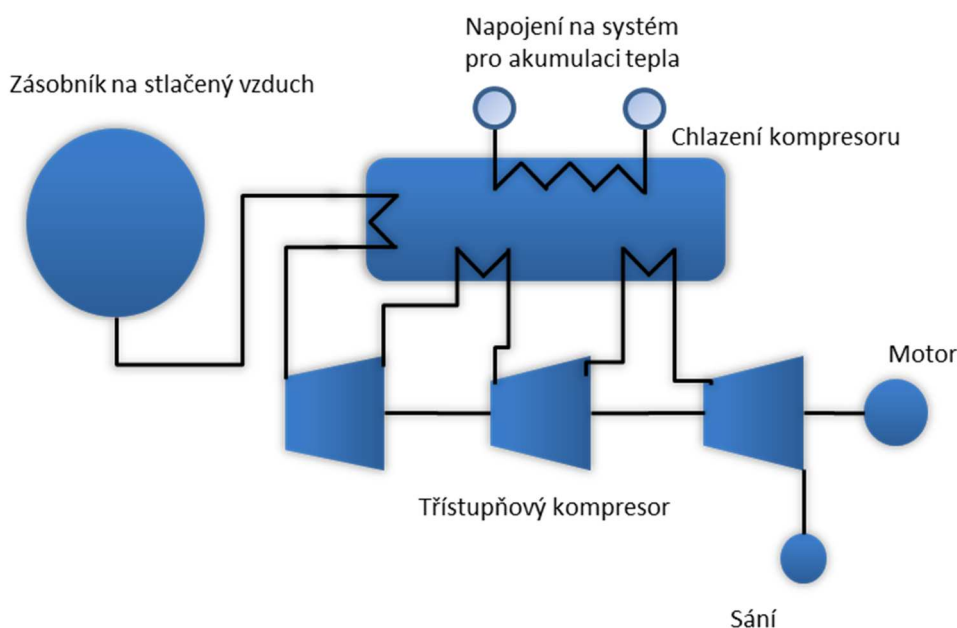 Napojení na systém
pro akumulaci tepla
Zásobník na stlačený vzduch
Chlazení kompresoru
Motor
Třístupňový kompresor
Sání